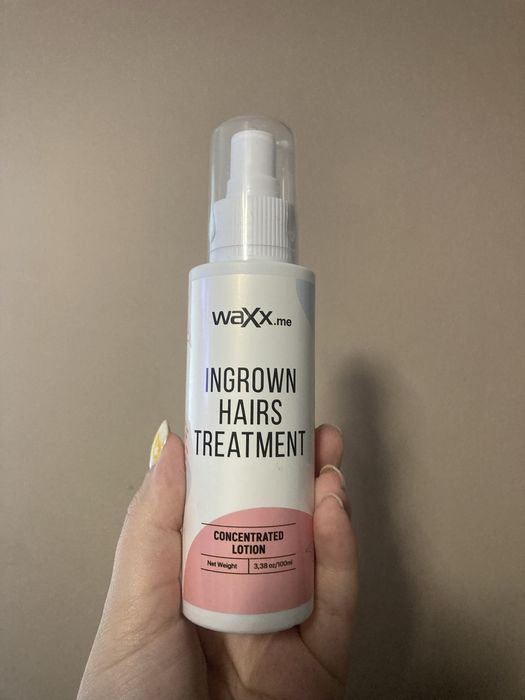 waxx.me
INGROWN
HAIRS
TREATMENT
CONCENTRATED
LOTION
Net Weight 3,38 oz/100ml